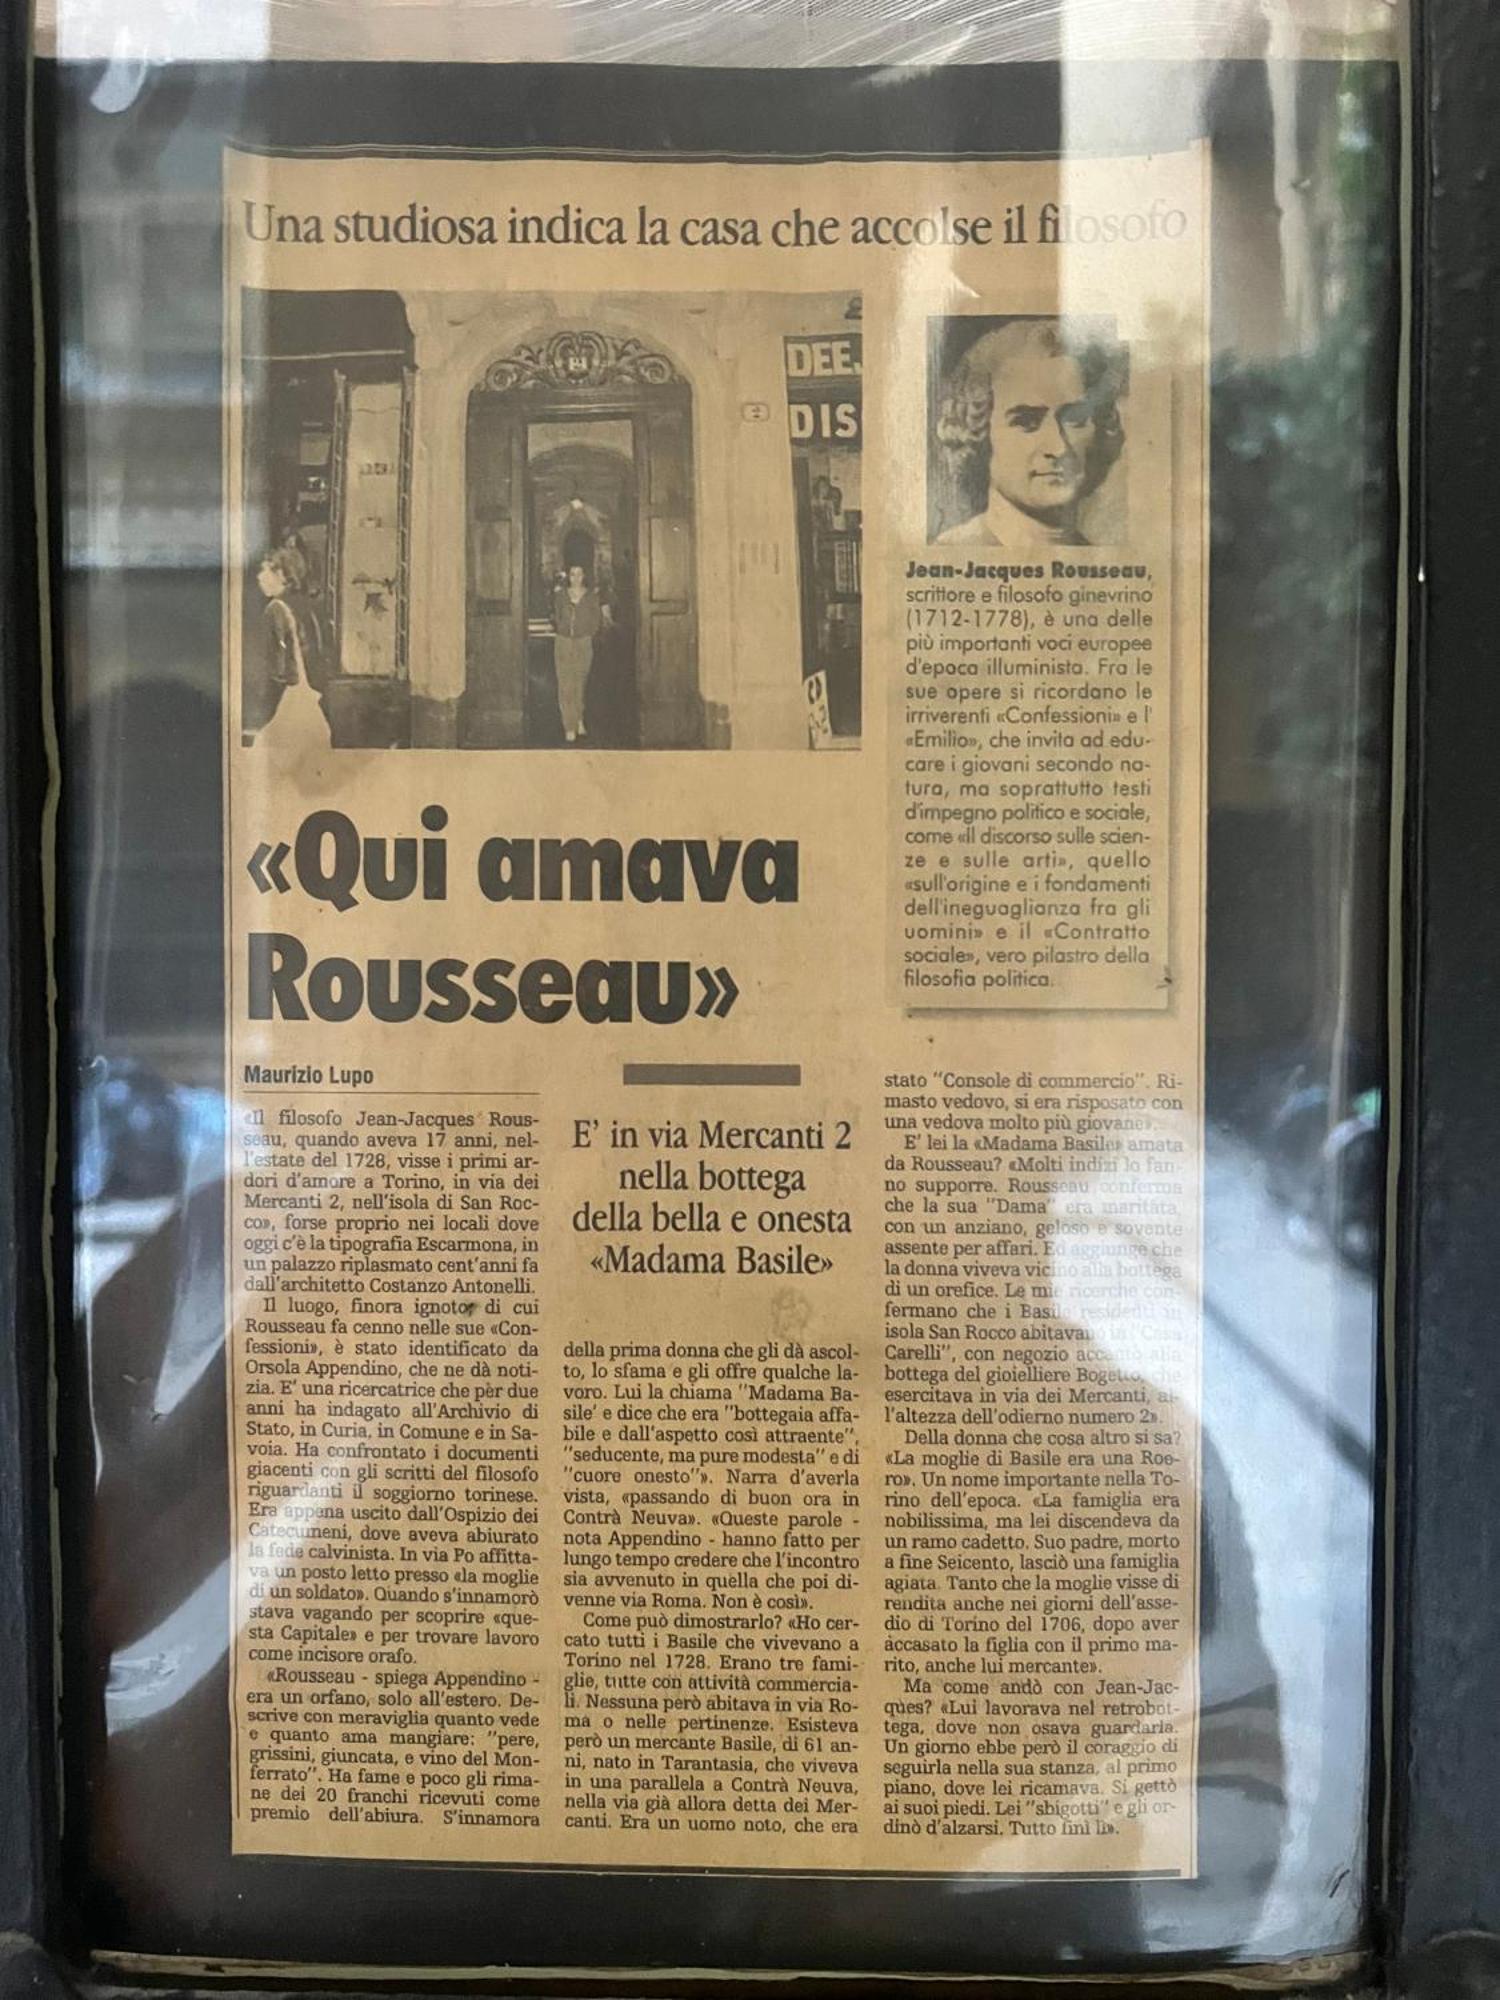 Una studiosa indica la casa che accolse il filosofo
DEE
DIS
2
Jean-Jacques Rousseau,
scrittore e filosofo ginevrino
(1712-1778), è una delle
più importanti voci europee
d'epoca illuminista. Fra le
sue opere si ricordano le
irriverenti «Confessioni» e l'
«Emilio», che invita ad edu-
care i giovani secondo na-
tura, ma soprattutto testi
d'impegno politico e sociale,
come «Il discorso sulle scien-
ze e sulle arti», quello
«sull'origine e i fondamenti
dell'ineguaglianza fra gli
uomini» e il «Contratto
sociale», vero pilastro della
filosofia politica.
«Qui amava
Rousseau»
Maurizio Lupo
«Il filosofo Jean-Jacques Rous-
seau, quando aveva 17 anni, nel-
l'estate del 1728, visse i primi ar-
dori d'amore a Torino, in via dei
Mercanti 2, nell'isola di San Roc-
co», forse proprio nei locali dove
oggi c'è la tipografia Escarmona, in
un palazzo riplasmato cent'anni fa
dall'architetto Costanzo Antonelli.
Il luogo, finora ignoto, di cui
Rousseau fa cenno nelle sue «Con-
fessioni», è stato identificato da
Orsola Appendino, che ne dà noti-
zia. E' una ricercatrice che per due
anni ha indagato all'Archivio di
Stato, in Curia, in Comune e in Sa-
voia. Ha confrontato i documenti
giacenti con gli scritti del filosofo
riguardanti il soggiorno torinese.
Era appena uscito dall'Ospizio dei
Catecumeni, dove aveva abiurato
la fede calvinista. In via Po affitta-
va un posto letto presso «la moglie
di un soldato». Quando s'innamorò
stava vagando per scoprire «que-
sta Capitale» e per trovare lavoro
come incisore orafo.
«Rousseau - spiega Appendino -
era un orfano, solo all'estero. De-
scrive con meraviglia quanto vede
e quanto ama mangiare: "pere,
grissini, giuncata, e vino del Mon-
ferrato". Ha fame e poco gli rima-
ne dei 20 franchi ricevuti come
premio dell'abiura. S'innamora
E' in via Mercanti 2
nella bottega
della bella e onesta
«Madama Basile»
della prima donna che gli dà ascol-
to, lo sfama e gli offre qualche la-
voro. Lui la chiama "Madama Ba-
sile' e dice che era "bottegaia affa-
bile e dall'aspetto così attraente",
"seducente, ma pure modesta" e di
"cuore onesto"». Narra d'averla
vista, «passando di buon ora in
Contrà Neuva». «Queste parole -
nota Appendino - hanno fatto per
lungo tempo credere che l'incontro
sia avvenuto in quella che poi di-
venne via Roma. Non è così».
Come può dimostrarlo? «Ho cer-
cato tutti i Basile che vivevano a
Torino nel 1728. Erano tre fami-
glie, tutte con attività commercia-
li. Nessuna però abitava in via Ro-
ma o nelle pertinenze. Esisteva
però un mercante Basile, di 61 an-
ni, nato in Tarantasia, che viveva
in una parallela a Contrà Neuva,
nella via già allora detta dei Mer-
canti. Era un uomo noto, che era
stato "Console di commercio". Ri-
masto vedovo, si era risposato con
una vedova molto più giovane».
E' lei la «Madama Basile» amata
da Rousseau? «Molti indizi lo fan-
no supporre. Rousseau conferma
che la sua "Dama" era maritata,
con un anziano, geloso e sovente
assente per affari. Ed aggiunge che
la donna viveva vicino alla bottega
di un orefice. Le mie ricerche con-
fermano che i Basile residenti in
isola San Rocco abitavano in "Casa
Carelli", con negozio accanto alla
bottega del gioielliere Bogetto, che
esercitava in via dei Mercanti, al-
l'altezza dell'odierno numero 2».
Della donna che cosa altro si sa?
«La moglie di Basile era una Roe-
ro». Un nome importante nella To-
rino dell'epoca. «La famiglia era
nobilissima, ma lei discendeva da
un ramo cadetto. Suo padre, morto
a fine Seicento, lasciò una famiglia
agiata. Tanto che la moglie visse di
rendita anche nei giorni dell'asse-
dio di Torino del 1706, dopo aver
accasato la figlia con il primo ma-
rito, anche lui mercante».
Ma come andò con Jean-Jac-
ques? «Lui lavorava nel retrobot-
tega, dove non osava guardarla.
Un giorno ebbe però il coraggio di
seguirla nella sua stanza, al primo
piano, dove lei ricamava. Si gettò
ai suoi piedi. Lei "sbigottì" e gli or-
dinò d'alzarsi. Tutto finì lì».